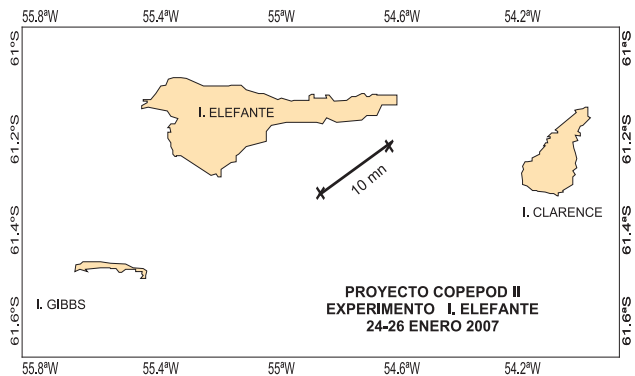 55.8ºW 55.4ºW 55ºW 54.6ºW 54.2ºW
61ºS 61ºS
I. ELEFANTE
61.2ºS 61.2ºS
10 mn
I. CLARENCE
61.4ºS 61.4ºS
I. GIBBS
PROYECTO COPEPOD II
EXPERIMENTO I. ELEFANTE
24-26 ENERO 2007
61.6ºS 61.6ºS
55.8ºW 55.4ºW 55ºW 54.6ºW 54.2ºW